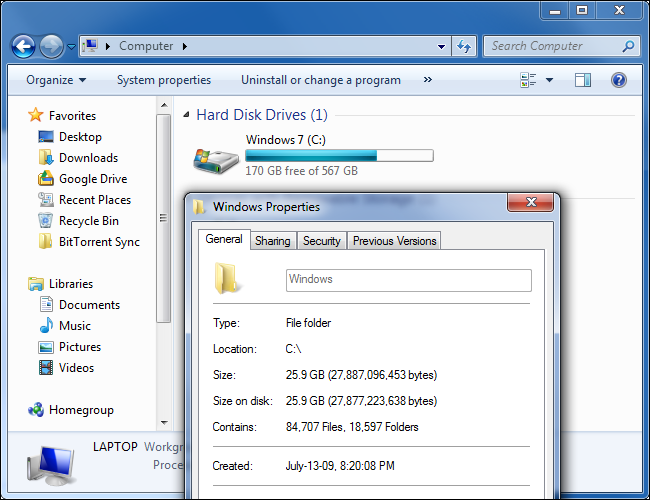 Computer
Search Computer
Organize System properties Uninstall or change a program »
Favorites
Desktop
Downloads
Google Drive
Recent Places
Recycle Bin
BitTorrent Sync
Libraries
Documents
Music
Pictures
Videos
Homegroup
Hard Disk Drives (1)
Windows 7 (C:)
170 GB free of 567 GB
Windows Properties
General Sharing Security Previous Versions
Windows
Type: File folder
Location: C:\
Size: 25.9 GB (27,887,096,453 bytes)
Size on disk: 25.9 GB (27,877,223,638 bytes)
Contains: 84,707 Files, 18,597 Folders
Created: July-13-09, 8:20:08 PM
LAPTOP Workgr
Proce